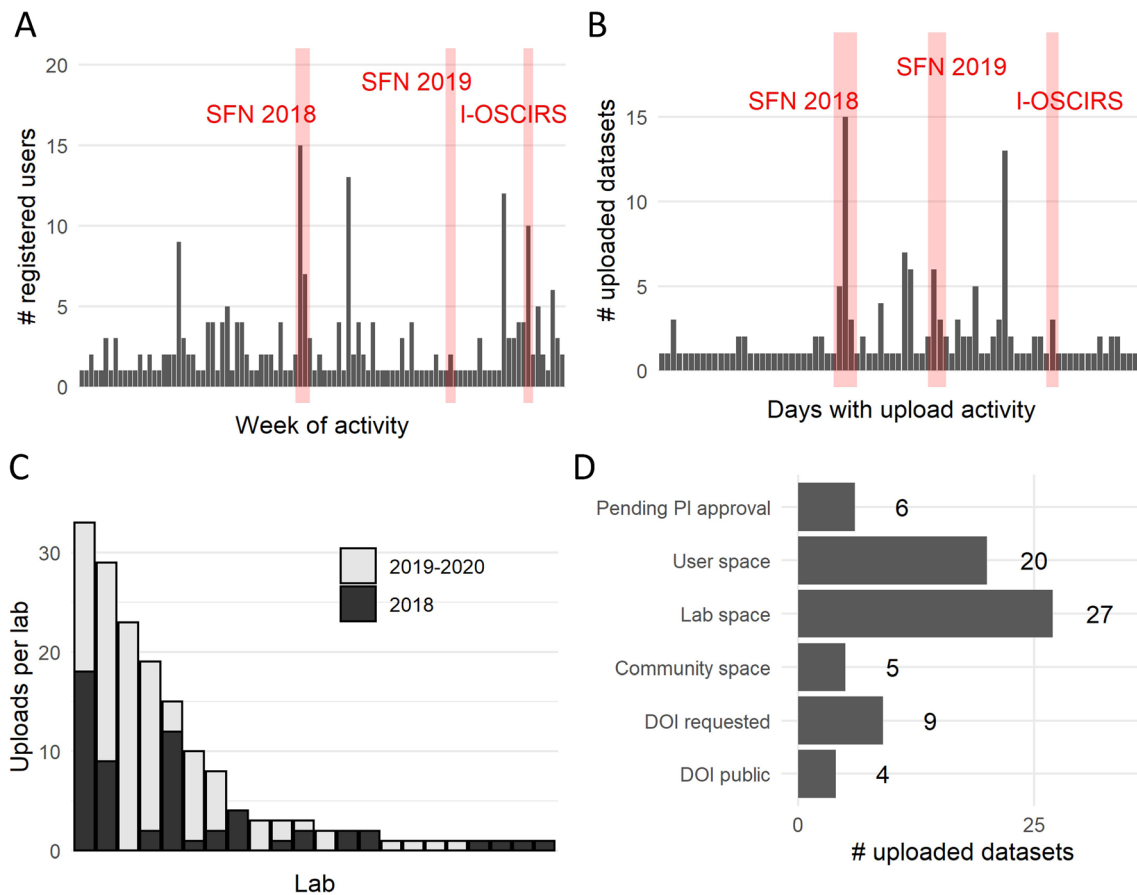 A
# registered users
20
15
10
5
0
SFN 2018
SFN 2019
I-OSCIRS
Week of activity
B
# uploaded datasets
15
10
5
0
SFN 2018
SFN 2019
I-OSCIRS
Days with upload activity
C
Uploads per lab
30
20
10
0
2019-2020
2018
Lab
D
Pending PI approval
6
User space
20
Lab space
27
Community space
5
DOI requested
9
DOI public
4
0
25
# uploaded datasets